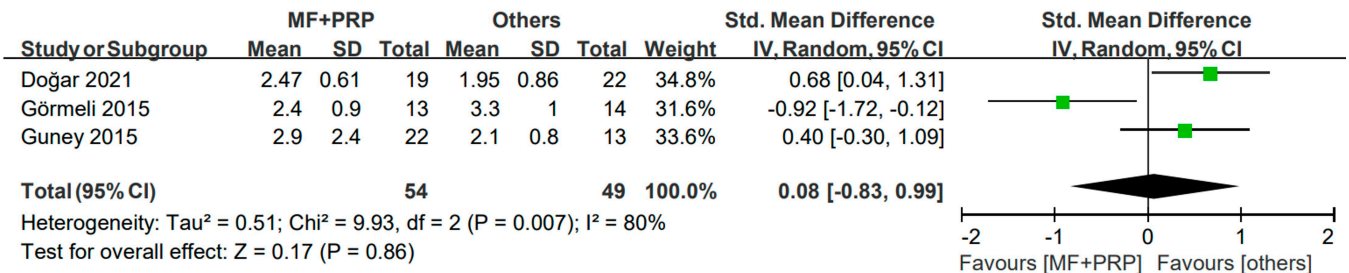 MF+PRP Others Std. Mean Difference Std. Mean Difference
Study or Subgroup Mean SD Total Mean SD Total Weight IV, Random, 95% CI IV, Random, 95% CI
Doğar 2021 2.47 0.61 19 1.95 0.86 22 34.8% 0.68 [0.04, 1.31]
Görmeli 2015 2.4 0.9 13 3.3 1 14 31.6% -0.92 [-1.72, -0.12]
Guney 2015 2.9 2.4 22 2.1 0.8 13 33.6% 0.40 [-0.30, 1.09]
Total (95% CI) 54 49 100.0% 0.08 [-0.83, 0.99]
Heterogeneity: Tau² = 0.51; Chi² = 9.93, df = 2 (P = 0.007); I² = 80%
Test for overall effect: Z = 0.17 (P = 0.86)
-2 -1 0 1 2
Favours [MF+PRP] Favours [others]